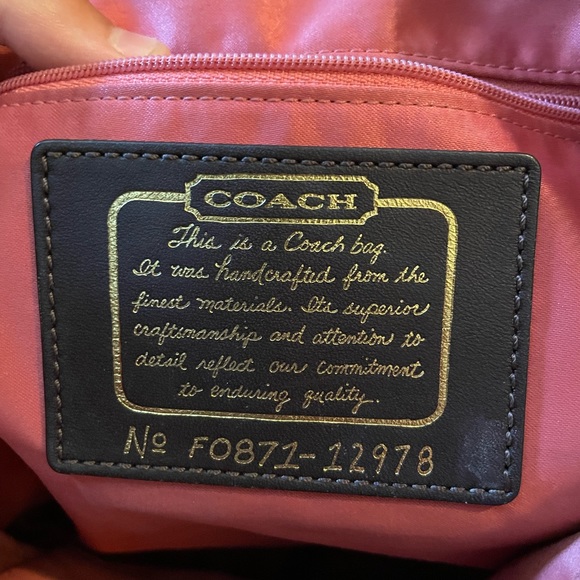 COACH
This is a Coach bag.
It was handcrafted from the
finest materials. Its superior
craftsmanship and attention to
detail reflect our commitment
to enduring quality.
Nº F0871-12978